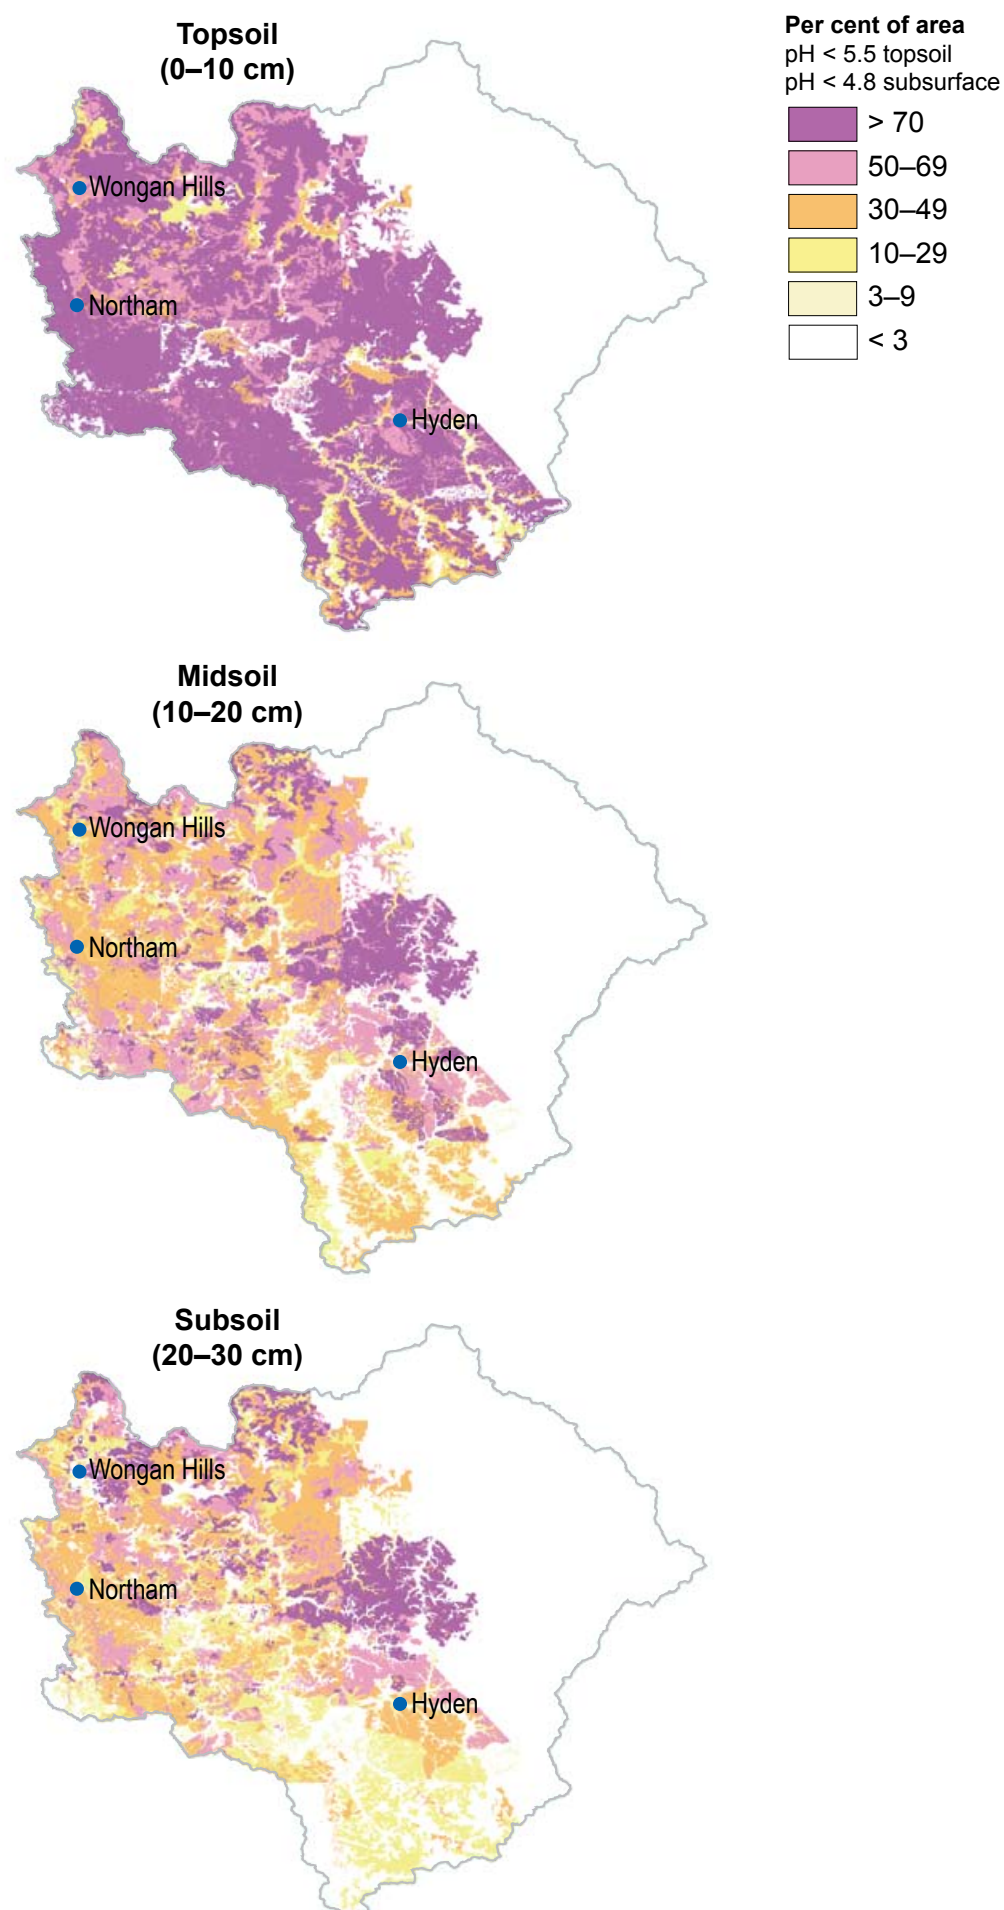 Topsoil
(0–10 cm)
Per cent of area
pH < 5.5 topsoil
pH < 4.8 subsurface
> 70
50–69
30–49
10–29
3–9
< 3
Wongan Hills
Northam
Hyden
Midsoil
(10–20 cm)
Wongan Hills
Northam
Hyden
Subsoil
(20–30 cm)
Wongan Hills
Northam
Hyden